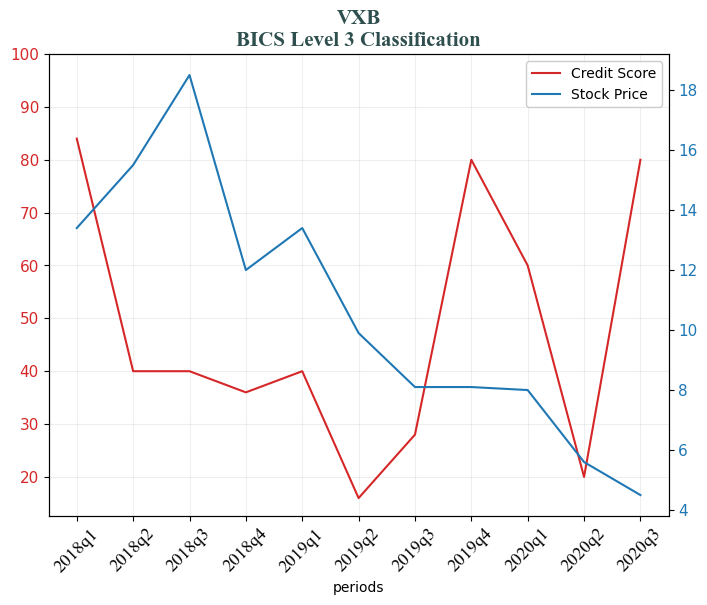 VXB
BICS Level 3 Classification
Credit Score
Stock Price
100
90
80
70
60
50
40
30
20
18
16
14
12
10
8
6
4
2018q1
2018q2
2018q3
2018q4
2019q1
2019q2
2019q3
2019q4
2020q1
2020q2
2020q3
periods